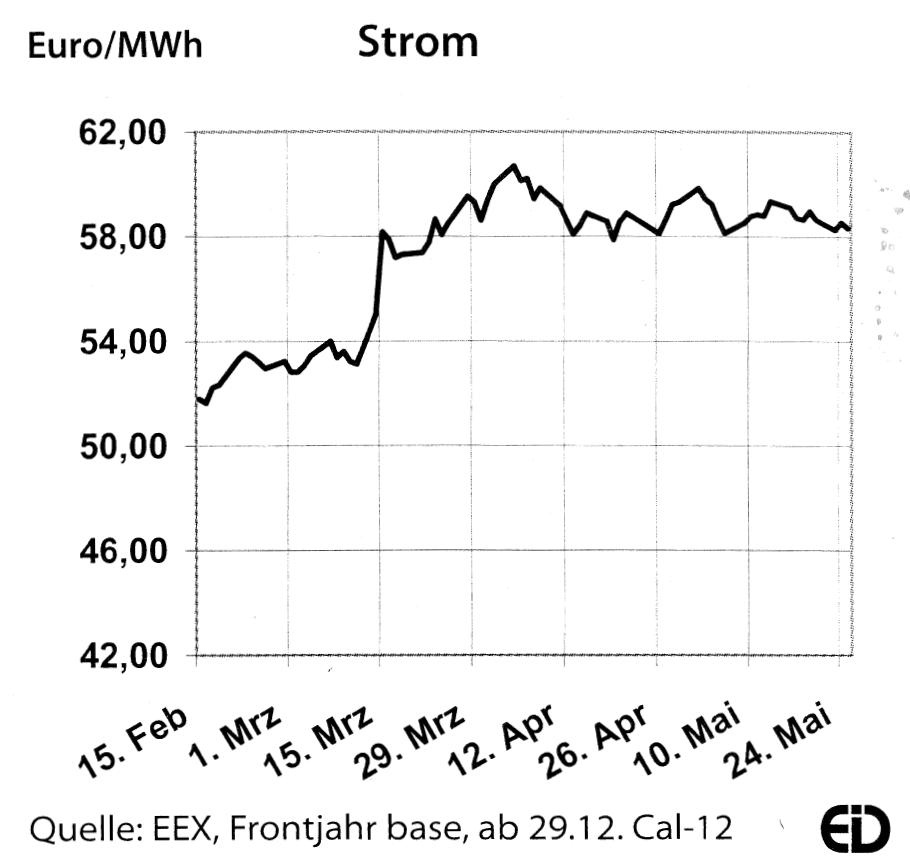 Euro/MWh Strom
62,00
58,00
54,00
50,00
46,00
42,00
15. Feb 1. Mrz 15. Mrz 29. Mrz 12. Apr 26. Apr 10. Mai 24. Mai
Quelle: EEX, Frontjahr base, ab 29.12. Cal-12 EID